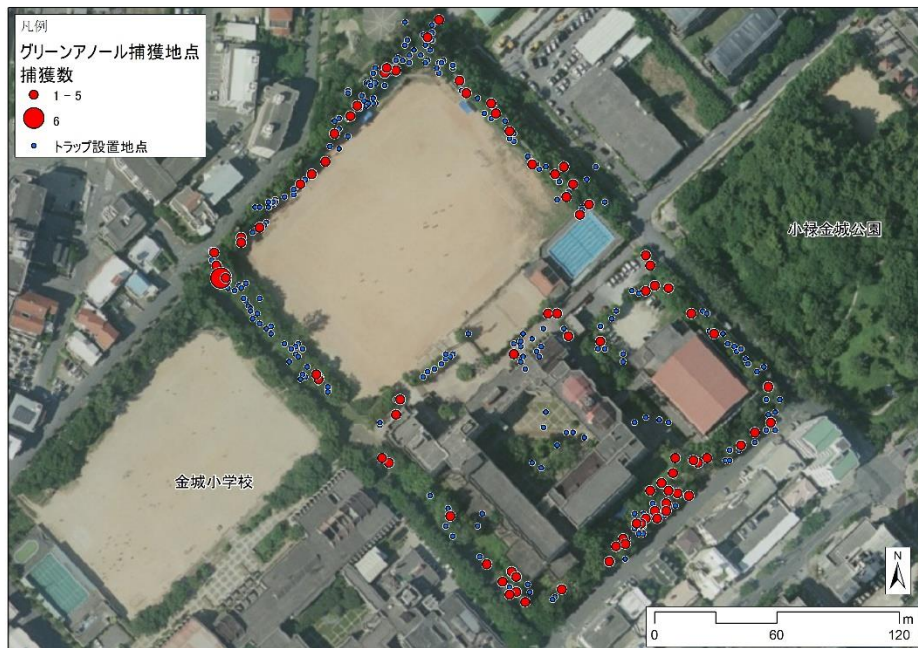 凡例
グリーンアノール捕獲地点
捕獲数
1 - 5
6
トラップ設置地点
小禄金城公園
金城小学校
N
m
0 60 120